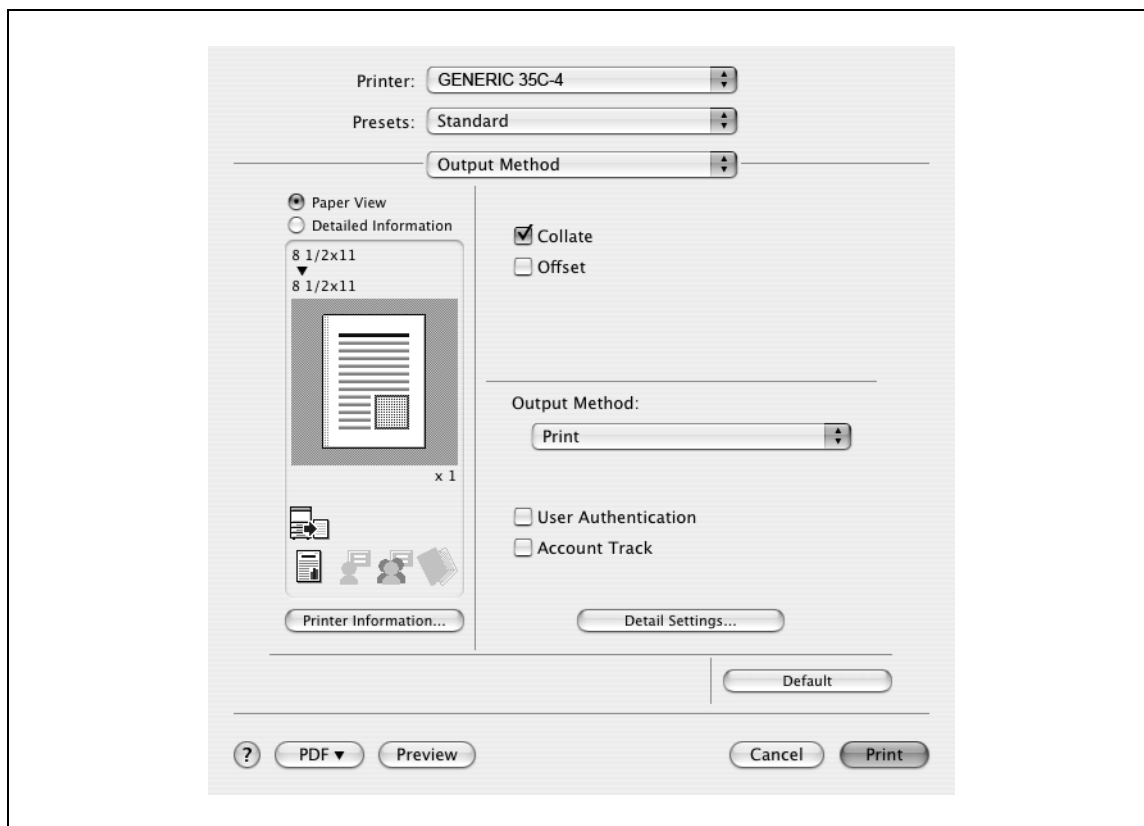 Printer: GENERIC 35C-4
Presets: Standard
Output Method
Paper View
Detailed Information
8 1/2x11
▼
8 1/2x11
x 1
Printer Information...
Collate
Offset
Output Method:
Print
User Authentication
Account Track
Detail Settings...
Default
? PDF ▼ Preview Cancel Print